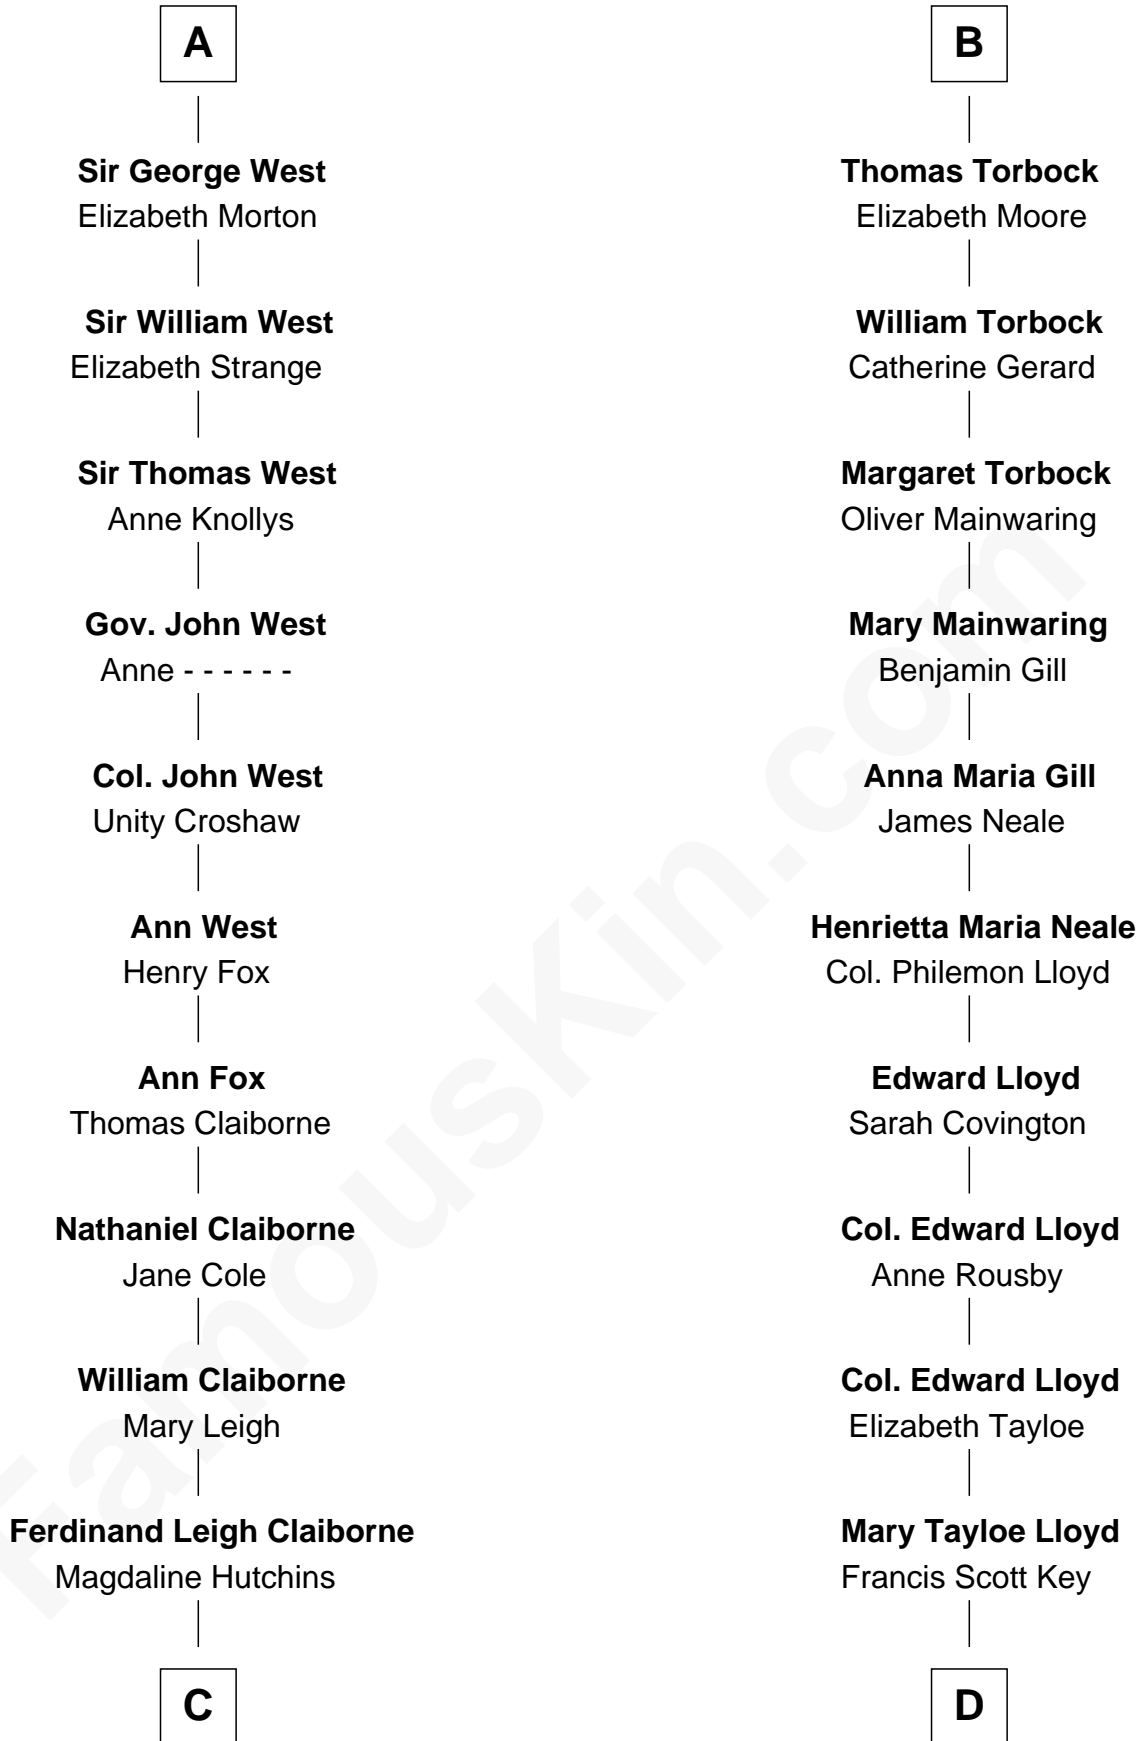 A
Sir George West
Elizabeth Morton
Sir William West
Elizabeth Strange
Sir Thomas West
Anne Knollys
Gov. John West
Anne - - - - - -
Col. John West
Unity Croshaw
Ann West
Henry Fox
Ann Fox
Thomas Claiborne
Nathaniel Claiborne
Jane Cole
William Claiborne
Mary Leigh
Ferdinand Leigh Claiborne
Magdaline Hutchins
C
B
Thomas Torbock
Elizabeth Moore
William Torbock
Catherine Gerard
Margaret Torbock
Oliver Mainwaring
Mary Mainwaring
Benjamin Gill
Anna Maria Gill
James Neale
Henrietta Maria Neale
Col. Philemon Lloyd
Edward Lloyd
Sarah Covington
Col. Edward Lloyd
Anne Rousby
Col. Edward Lloyd
Elizabeth Tayloe
Mary Tayloe Lloyd
Francis Scott Key
D
FamousKin.com